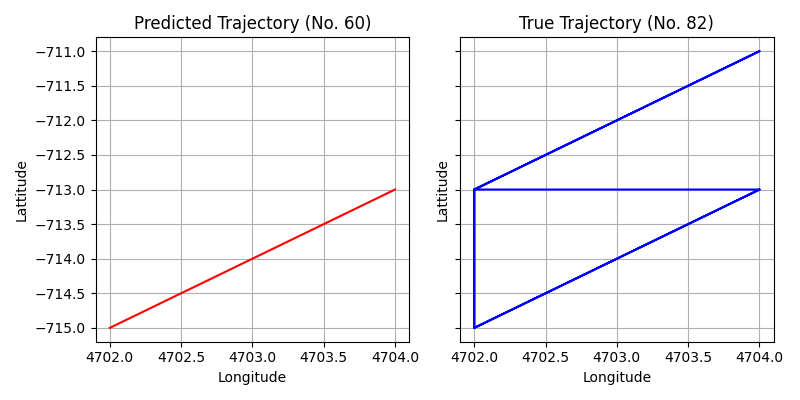 Predicted Trajectory (No. 60)
Lattitude
−711.0
−711.5
−712.0
−712.5
−713.0
−713.5
−714.0
−714.5
−715.0
4702.0 4702.5 4703.0 4703.5 4704.0
Longitude
True Trajectory (No. 82)
Lattitude
4702.0 4702.5 4703.0 4703.5 4704.0
Longitude